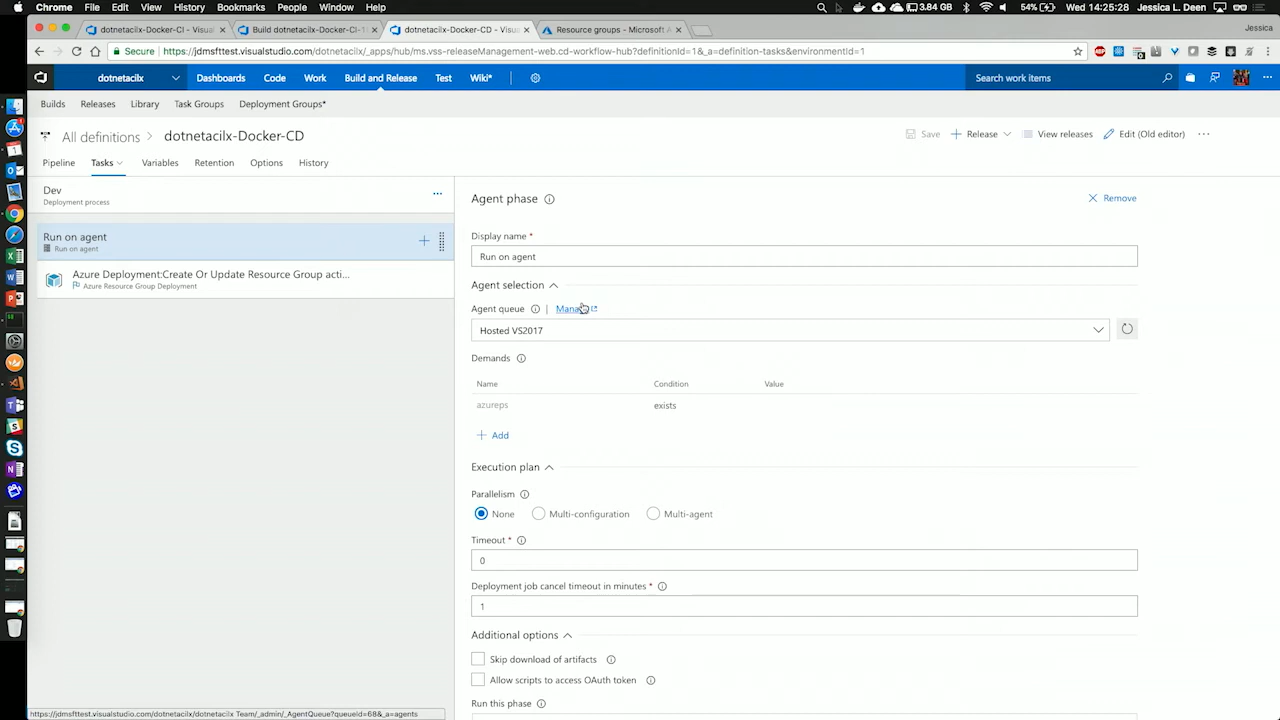 Chrome File Edit View History Bookmarks People Window Help 3.384 GB 54% Wed 14:25:28 Jessica L. Deen
dotnetacilx-Docker-CI - Visual
Build dotnetacilx-Docker-CI-1
dotnetacilx-Docker-CD - Visual
Resource groups - Microsoft A
Jessica
Secure https://jdmsfttest.visualstudio.com/dotnetacilx/_apps/hub/ms.vss-releaseManagement-web.cd-workflow-hub?definitionId=1&_a=definition-tasks&environmentId=1
dotnetacilx Dashboards Code Work Build and Release Test Wiki* Search work items
Builds Releases Library Task Groups Deployment Groups*
All definitions dotnetacilx-Docker-CD Save Release View releases Edit (Old editor)
Pipeline Tasks Variables Retention Options History
Dev
Deployment process
Run on agent
Run on agent
Azure Deployment:Create Or Update Resource Group acti...
Azure Resource Group Deployment
Agent phase
Remove
Display name *
Run on agent
Agent selection
Agent queue | Mana
Hosted VS2017
Demands
Name Condition Value
azureps exists
Add
Execution plan
Parallelism
None Multi-configuration Multi-agent
Timeout *
0
Deployment job cancel timeout in minutes *
1
Additional options
Skip download of artifacts
Allow scripts to access OAuth token
Run this phase
https://jdmsfttest.visualstudio.com/dotnetacilx/dotnetacilx Team/_admin/_AgentQueue?queueid=68&_a=agents